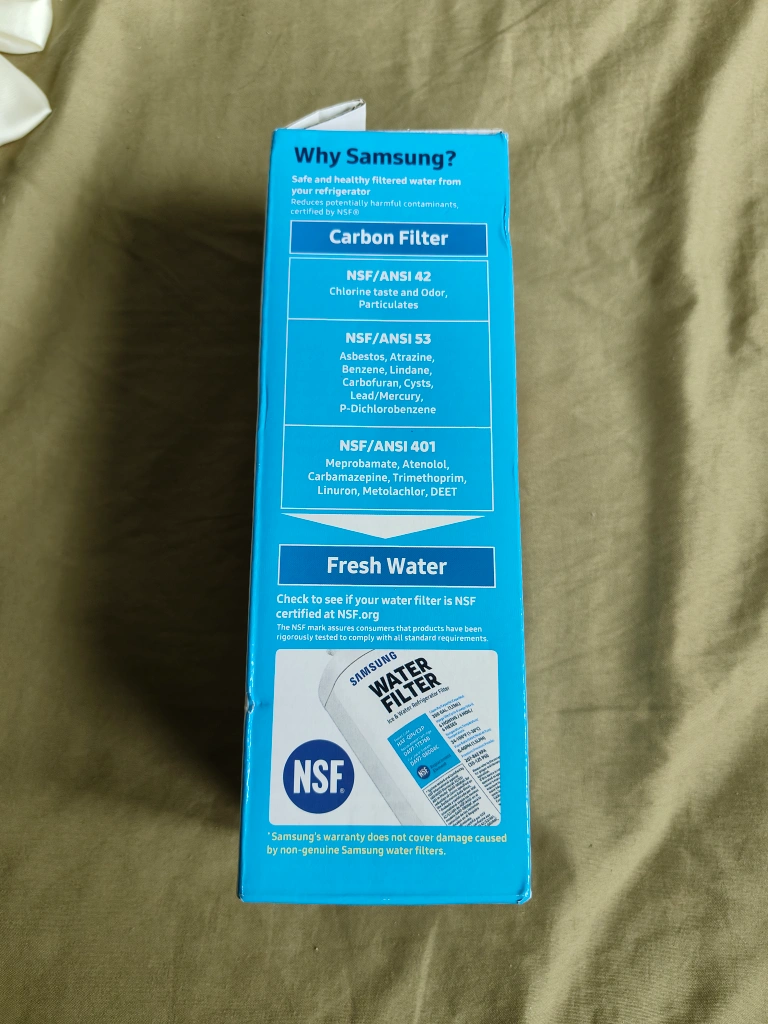 Why Samsung?
Safe and healthy filtered water from
your refrigerator
Reduces potentially harmful contaminants,
certified by NSF®
Carbon Filter
NSF/ANSI 42
Chlorine taste and Odor,
Particulates
NSF/ANSI 53
Asbestos, Atrazine,
Benzene, Lindane,
Carbofuran, Cysts,
Lead/Mercury,
P-Dichlorobenzene
NSF/ANSI 401
Meprobamate, Atenolol,
Carbamazepine, Trimethoprim,
Linuron, Metolachlor, DEET
Fresh Water
Check to see if your water filter is NSF
certified at NSF.org
The NSF mark assures consumers that products have been
rigorously tested to comply with all standard requirements.
SAMSUNG
WATER
FILTER
Ice & Water Refrigerator Filter
NSF®
*Samsung's warranty does not cover damage caused
by non-genuine Samsung water filters.